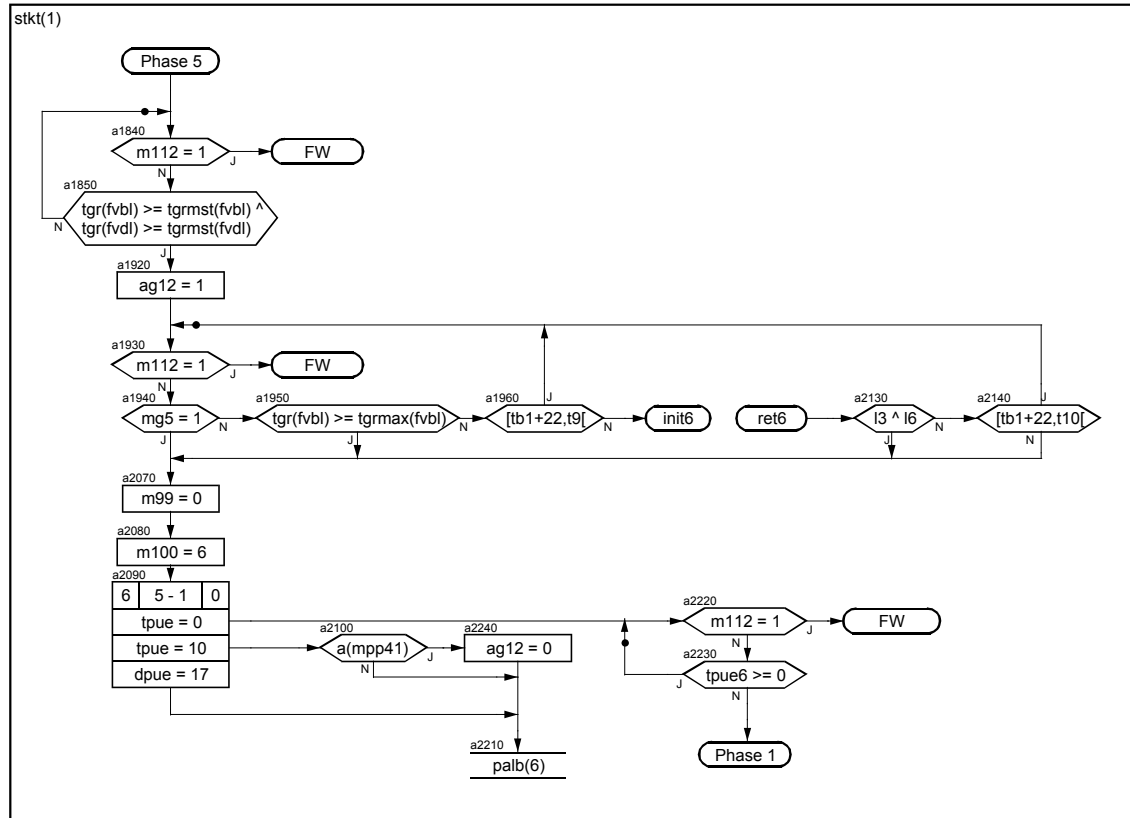 stkt(1)
Phase 5
a1840
m112 = 1
J
FW
N
a1850
tgr(fvbl) >= tgrmst(fvbl) ^
tgr(fvdl) >= tgrmst(fvdl)
N
J
a1920
ag12 = 1
a1930
m112 = 1
J
FW
N
a1940
mg5 = 1
N
J
a1950
tgr(fvbl) >= tgrmax(fvbl)
N
J
a1960
[tb1+22,t9[
J
N
init6
ret6
a2130
l3 ^ l6
N
J
a2140
[tb1+22,t10[
J
N
a2070
m99 = 0
a2080
m100 = 6
a2090
6 5 - 1 0
tpue = 0
tpue = 10
dpue = 17
a2100
a(mpp41)
J
N
a2240
ag12 = 0
a2210
palb(6)
a2220
m112 = 1
J
FW
N
a2230
tpue6 >= 0
J
N
Phase 1